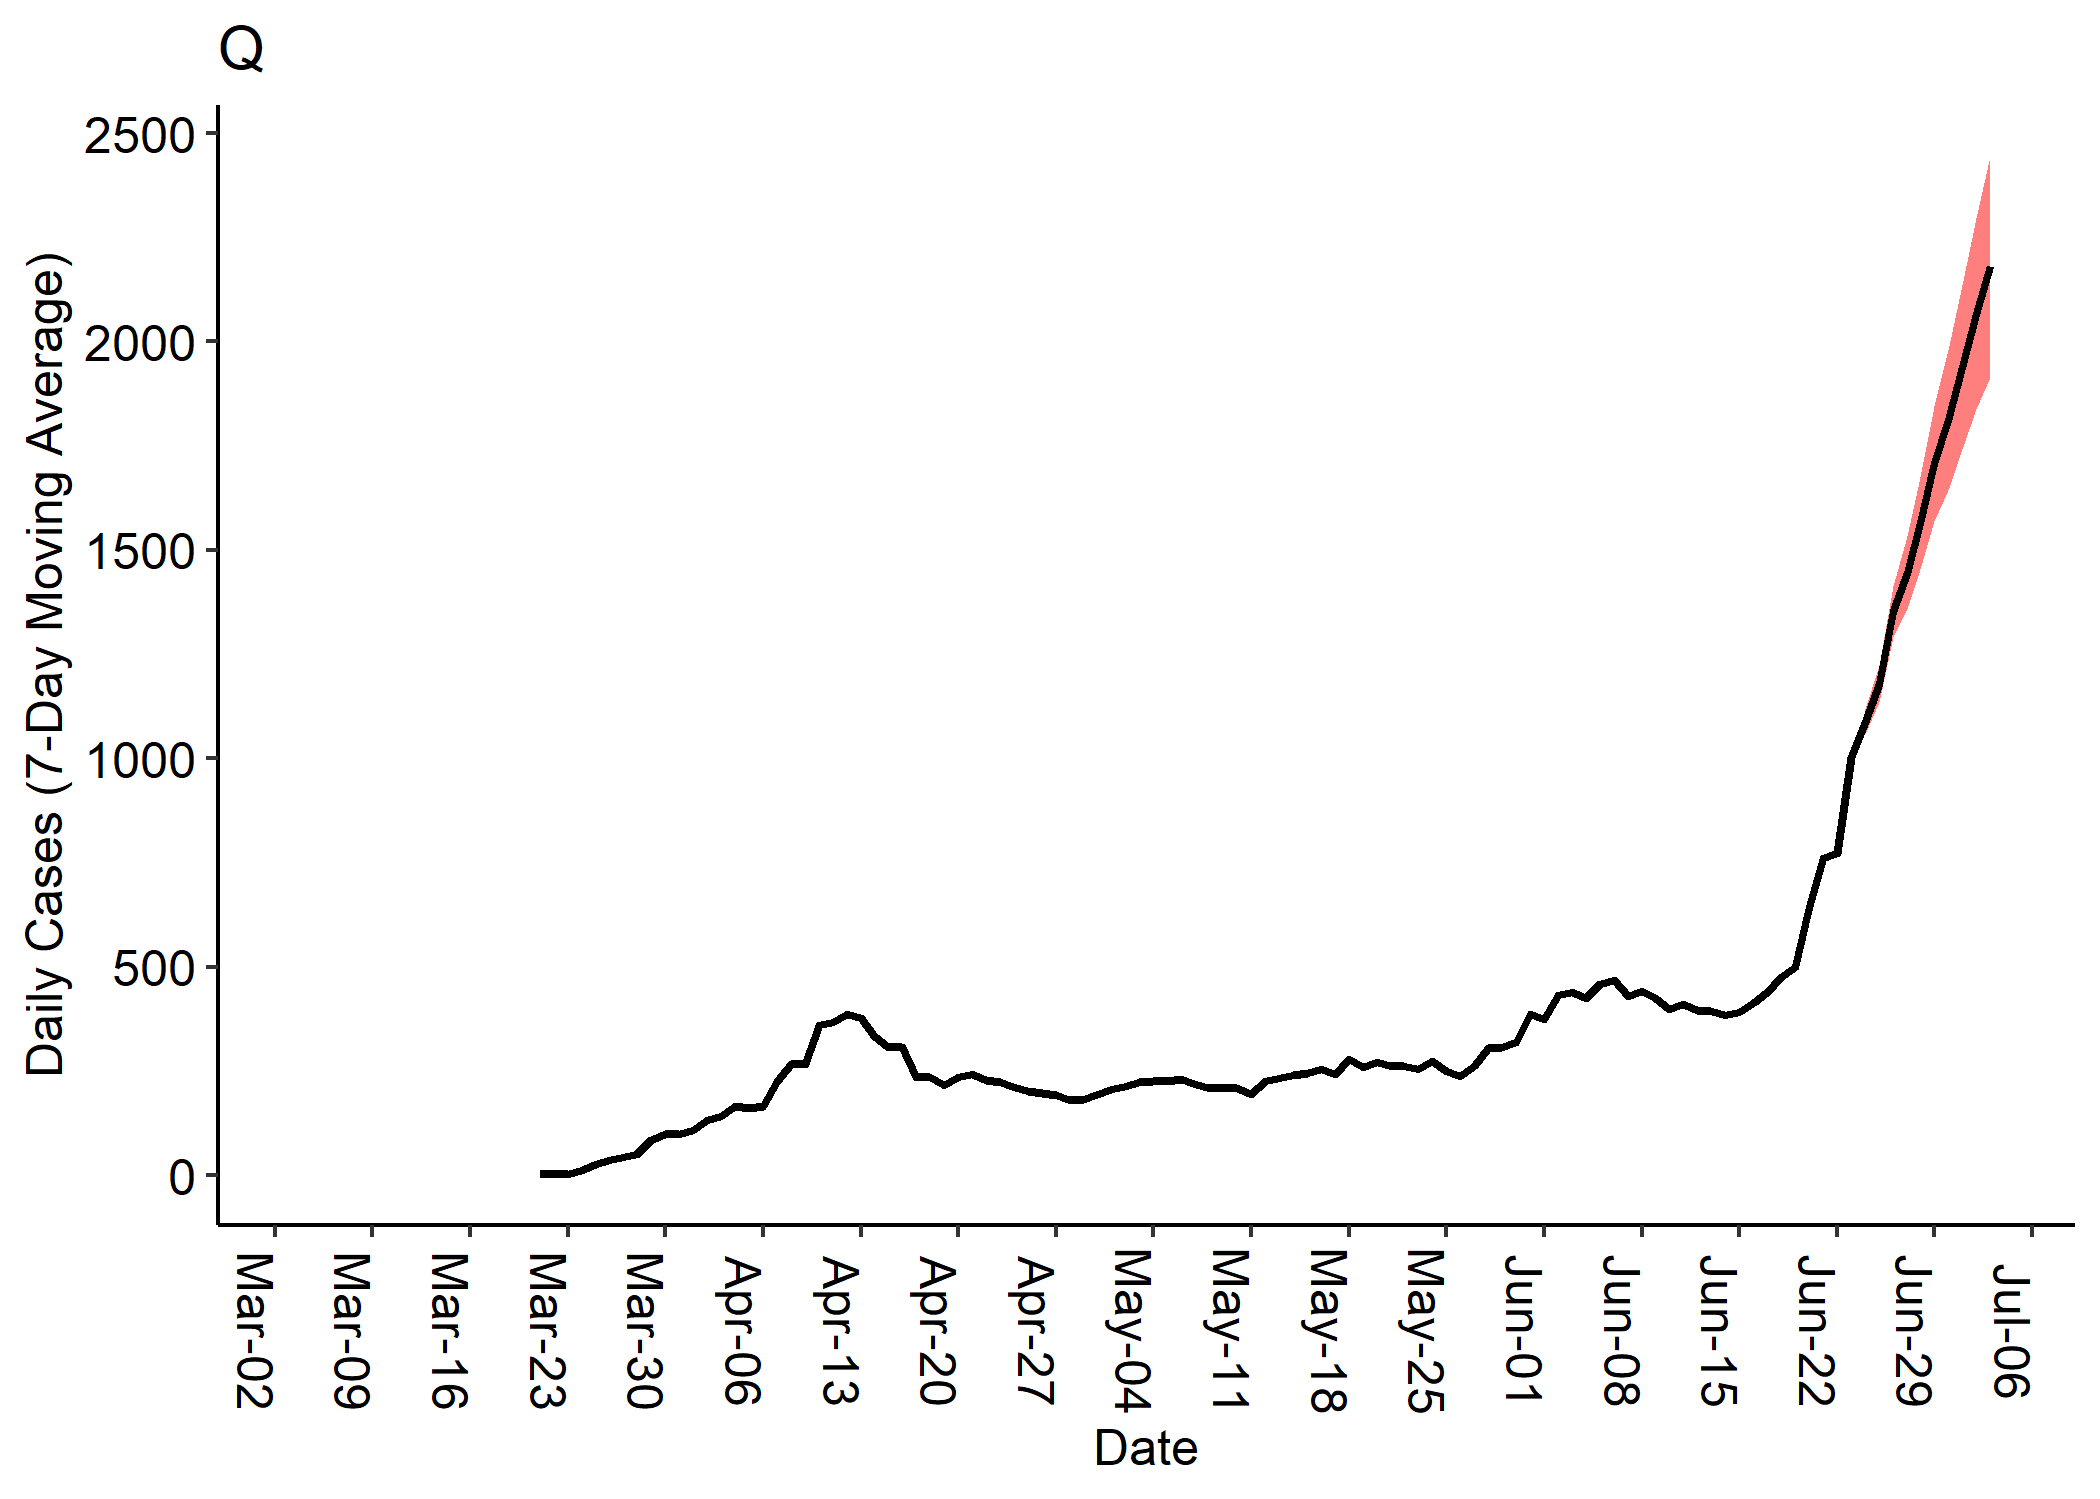 Q
Daily Cases (7-Day Moving Average)
2500
2000
1500
1000
500
0
Mar-02
Mar-09
Mar-16
Mar-23
Mar-30
Apr-06
Apr-13
Apr-20
Apr-27
May-04
May-11
May-18
May-25
Jun-01
Jun-08
Jun-15
Jun-22
Jun-29
Jul-06
Date